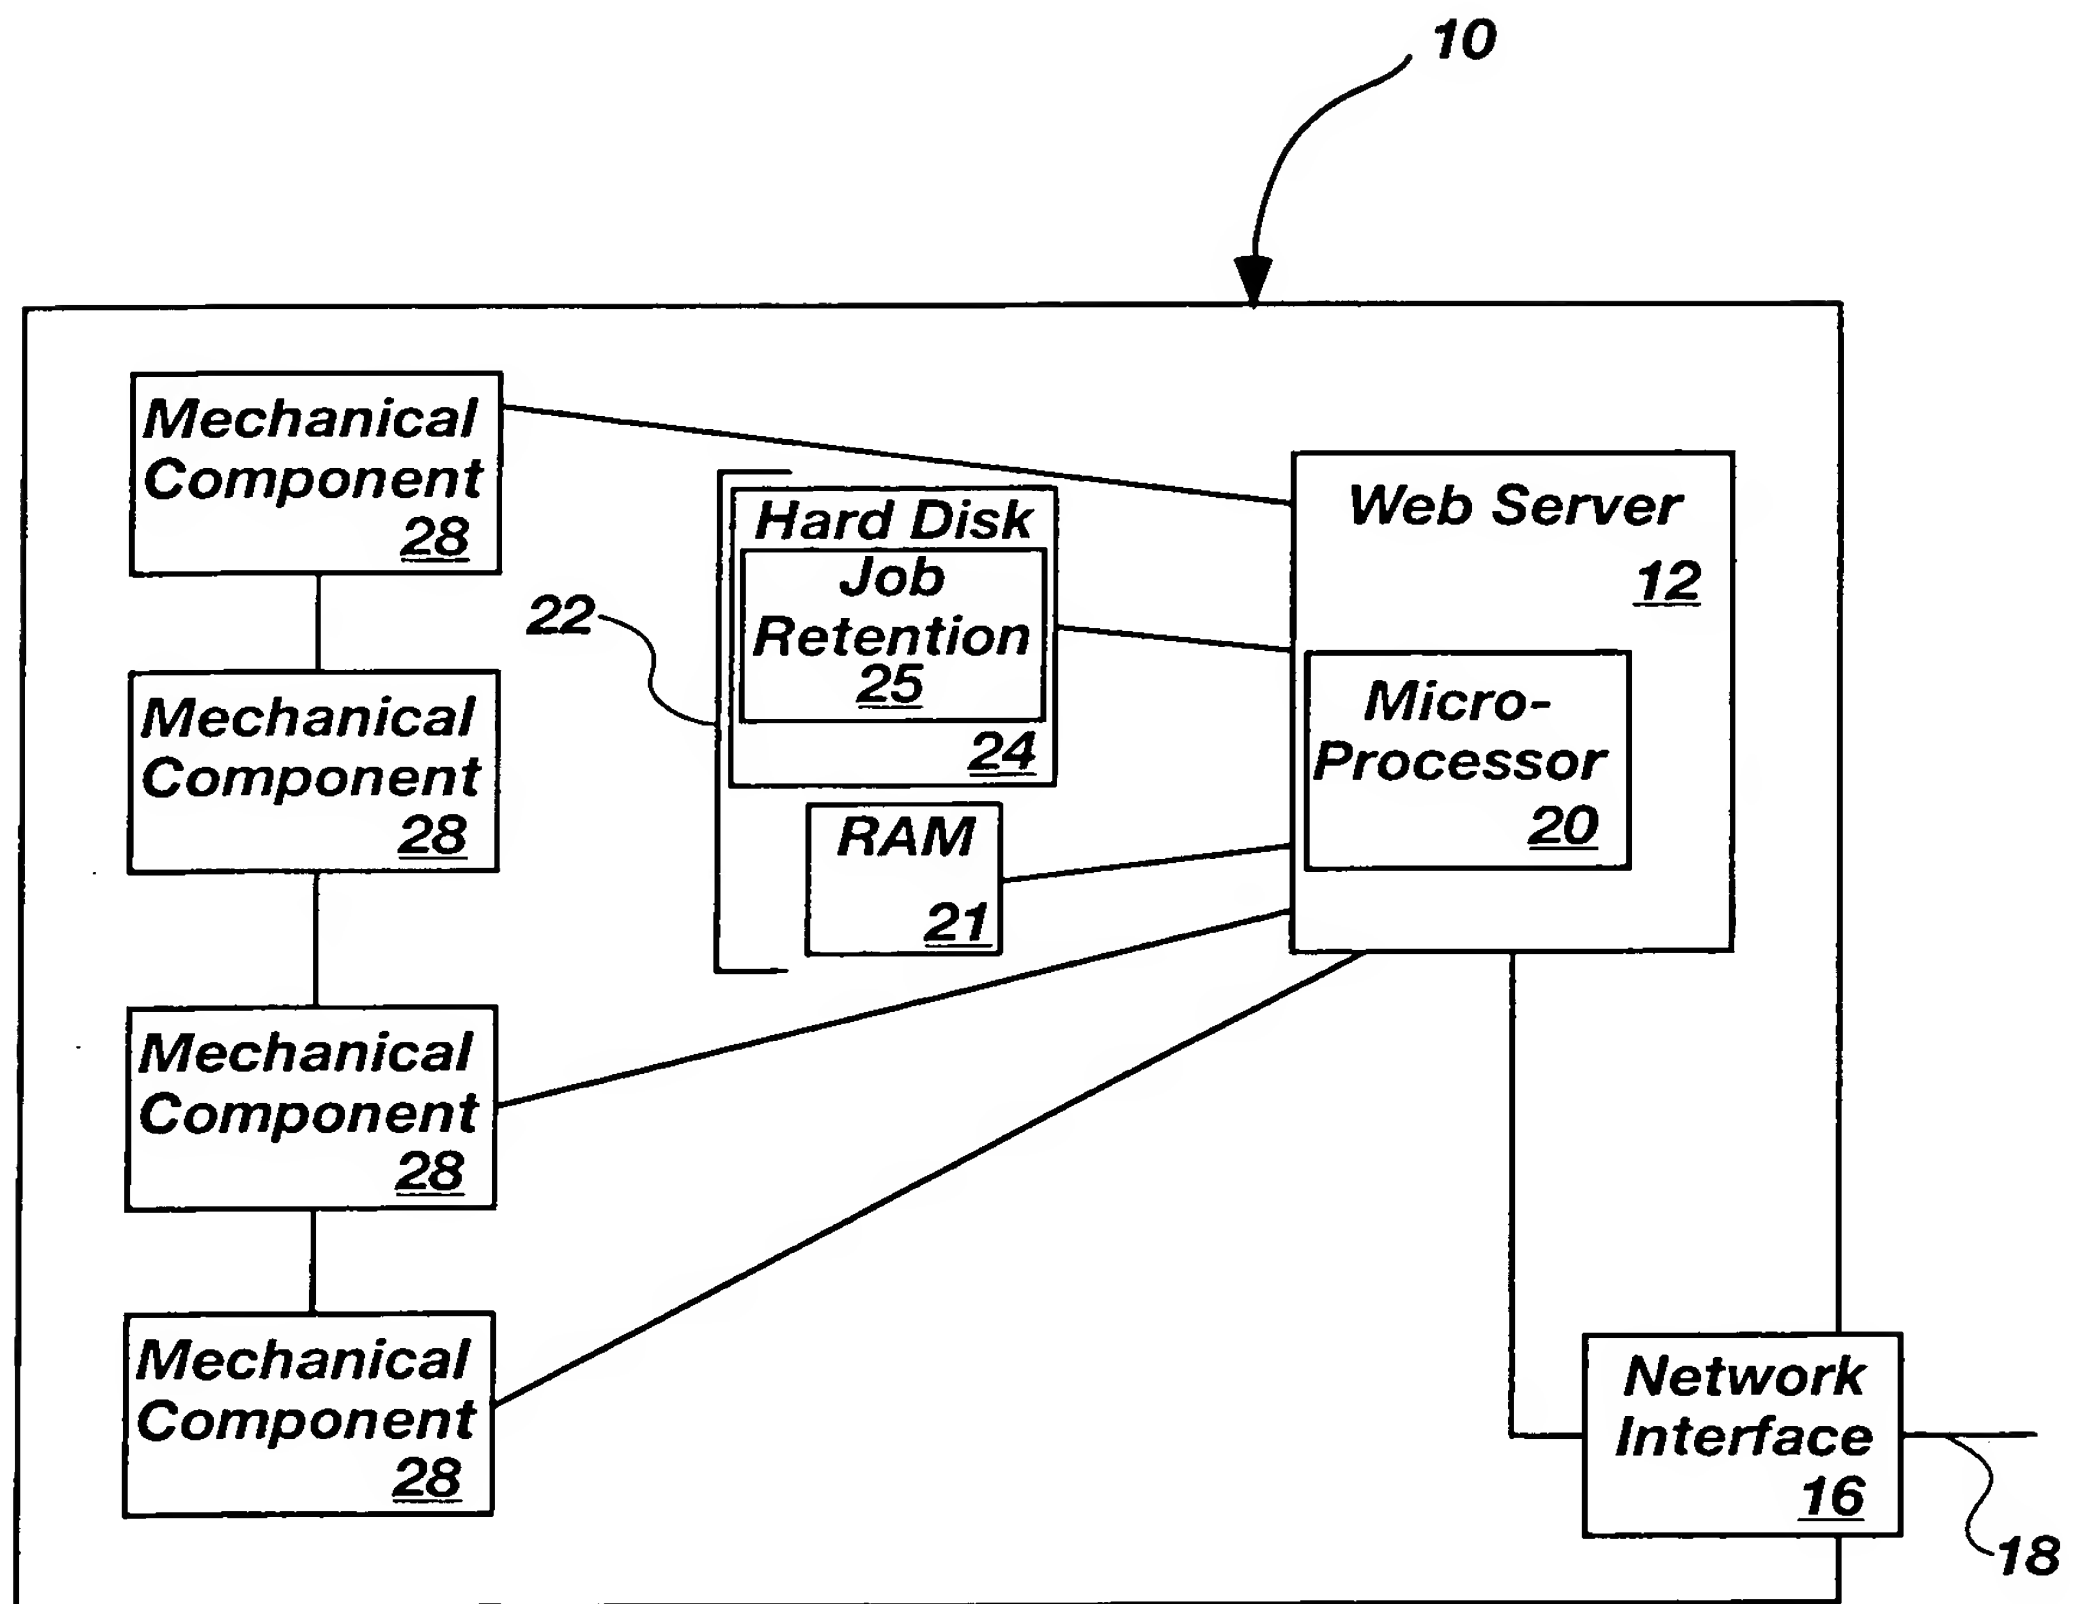 10
Mechanical
Component
28
Mechanical
Component
28
Mechanical
Component
28
Mechanical
Component
28
22
Hard Disk
Job
Retention
25
24
RAM
21
Web Server
12
Micro-
Processor
20
Network
Interface
16
18